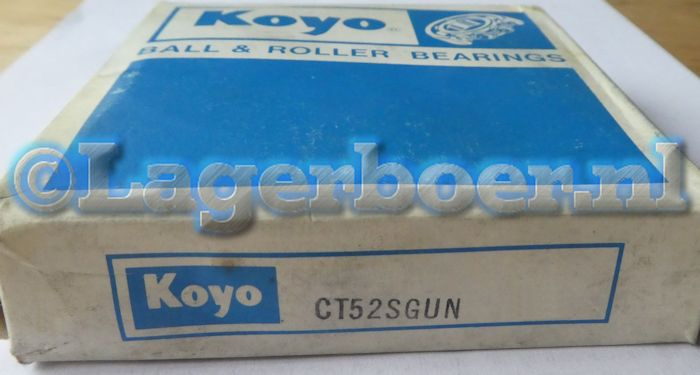 Koyo®
BALL & ROLLER BEARINGS
©Lagerboer.nl
Koyo
CT52SGUN